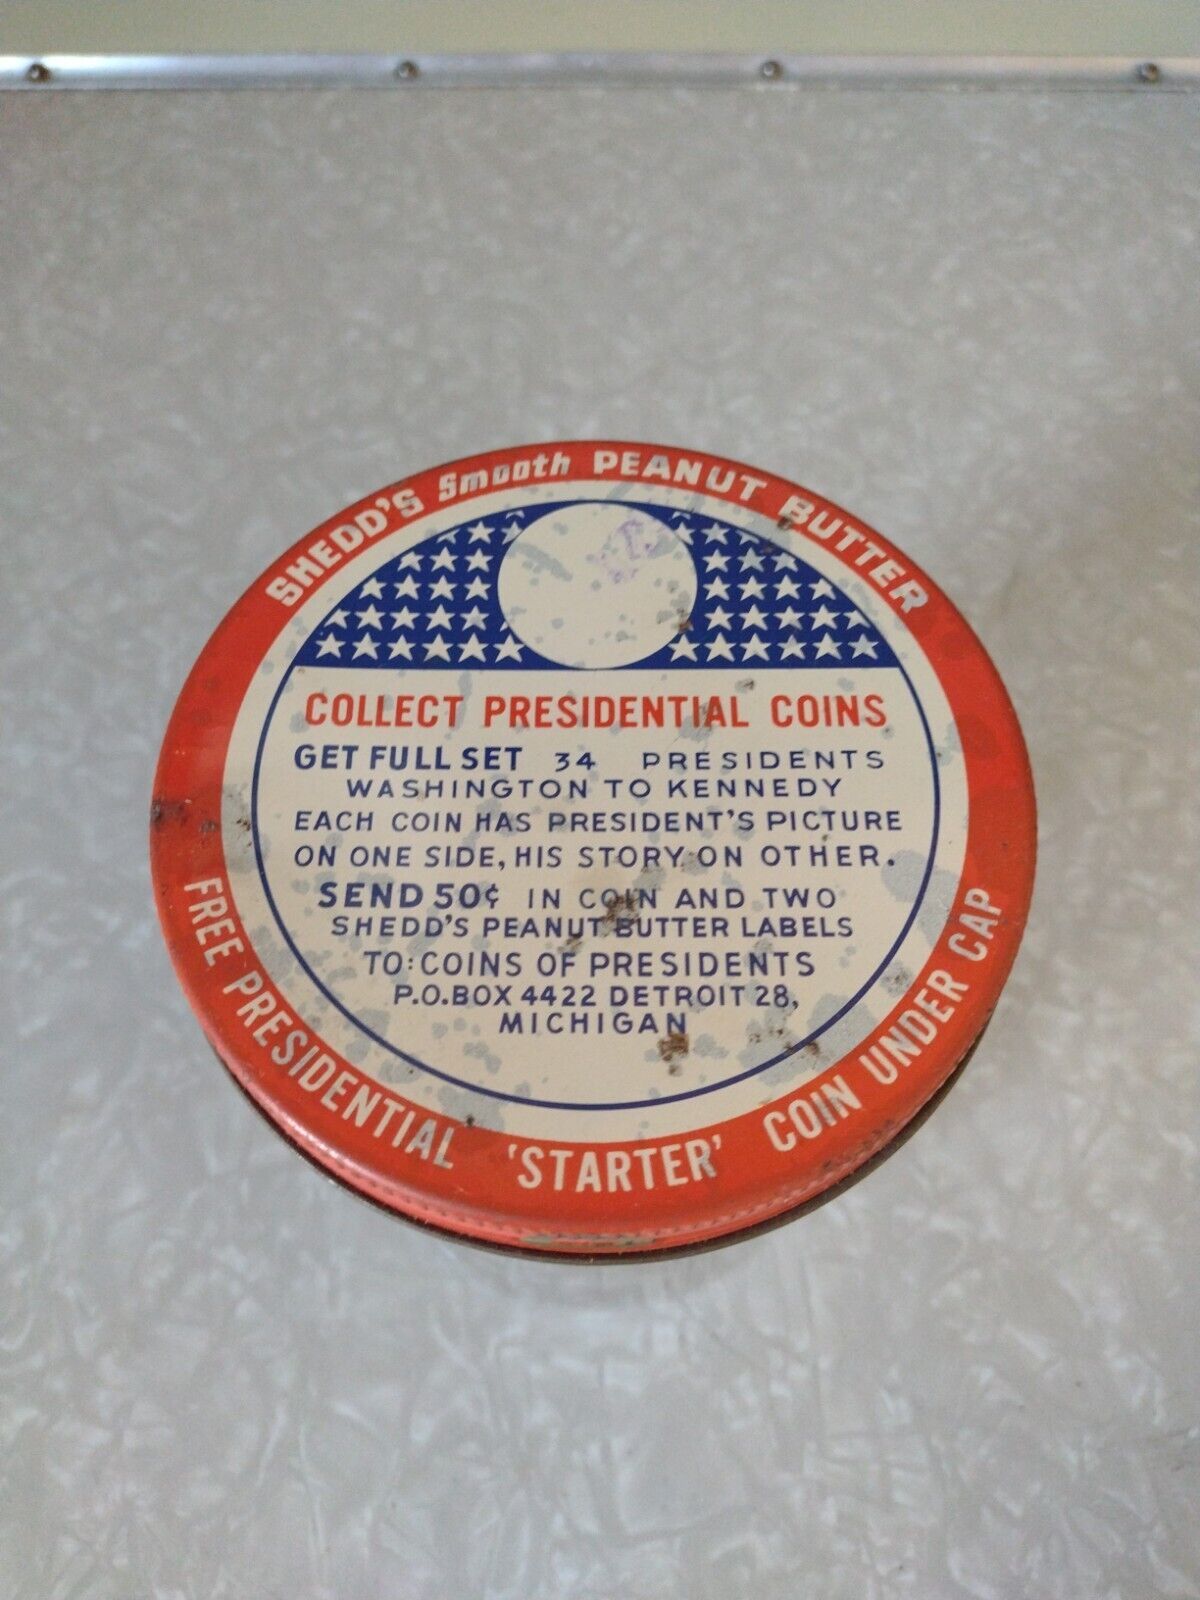 SHEDD'S Smooth PEANUT BUTTER
COLLECT PRESIDENTIAL COINS
GET FULL SET 34 PRESIDENTS
WASHINGTON TO KENNEDY
EACH COIN HAS PRESIDENT'S PICTURE
ON ONE SIDE, HIS STORY ON OTHER.
SEND 50¢ IN COIN AND TWO
SHEDD'S PEANUT BUTTER LABELS
TO: COINS OF PRESIDENTS
P.O. BOX 4422 DETROIT 28,
MICHIGAN
FREE PRESIDENTIAL 'STARTER' COIN UNDER CAP